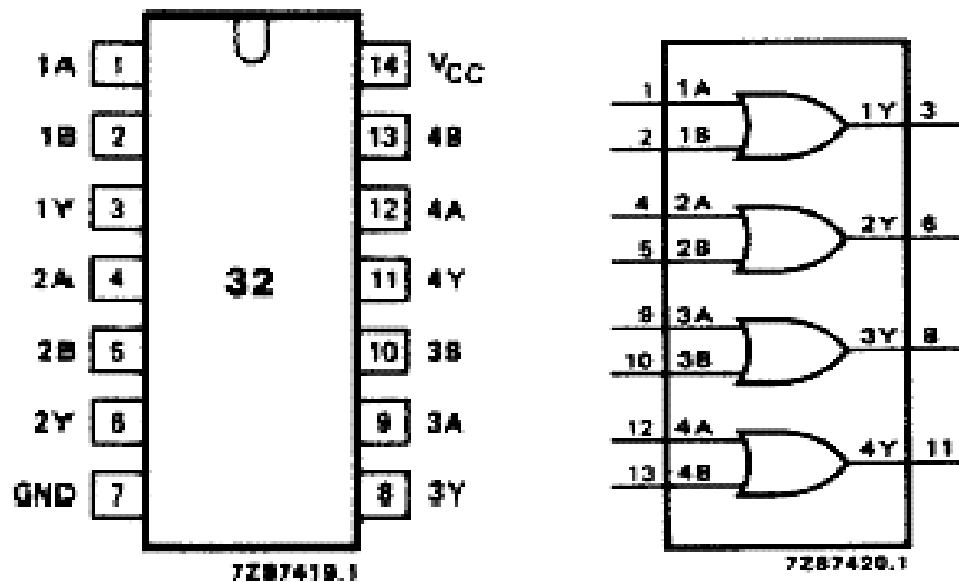 1A 1 14 VCC
1B 2 13 4B
1Y 3 12 4A
2A 4 32 11 4Y
2B 5 10 3B
2Y 6 9 3A
GND 7 8 3Y
7Z87419.1
1 1A 1Y 3
2 1B
4 2A 2Y 6
5 2B
9 3A 3Y 8
10 3B
12 4A 4Y 11
13 4B
7Z87420.1